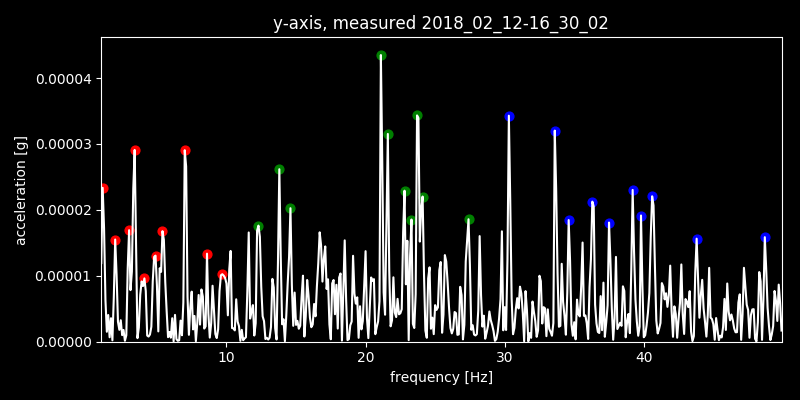 y-axis, measured 2018_02_12-16_30_02
acceleration [g]
0.00004
0.00003
0.00002
0.00001
0.00000
10 20 30 40
frequency [Hz]